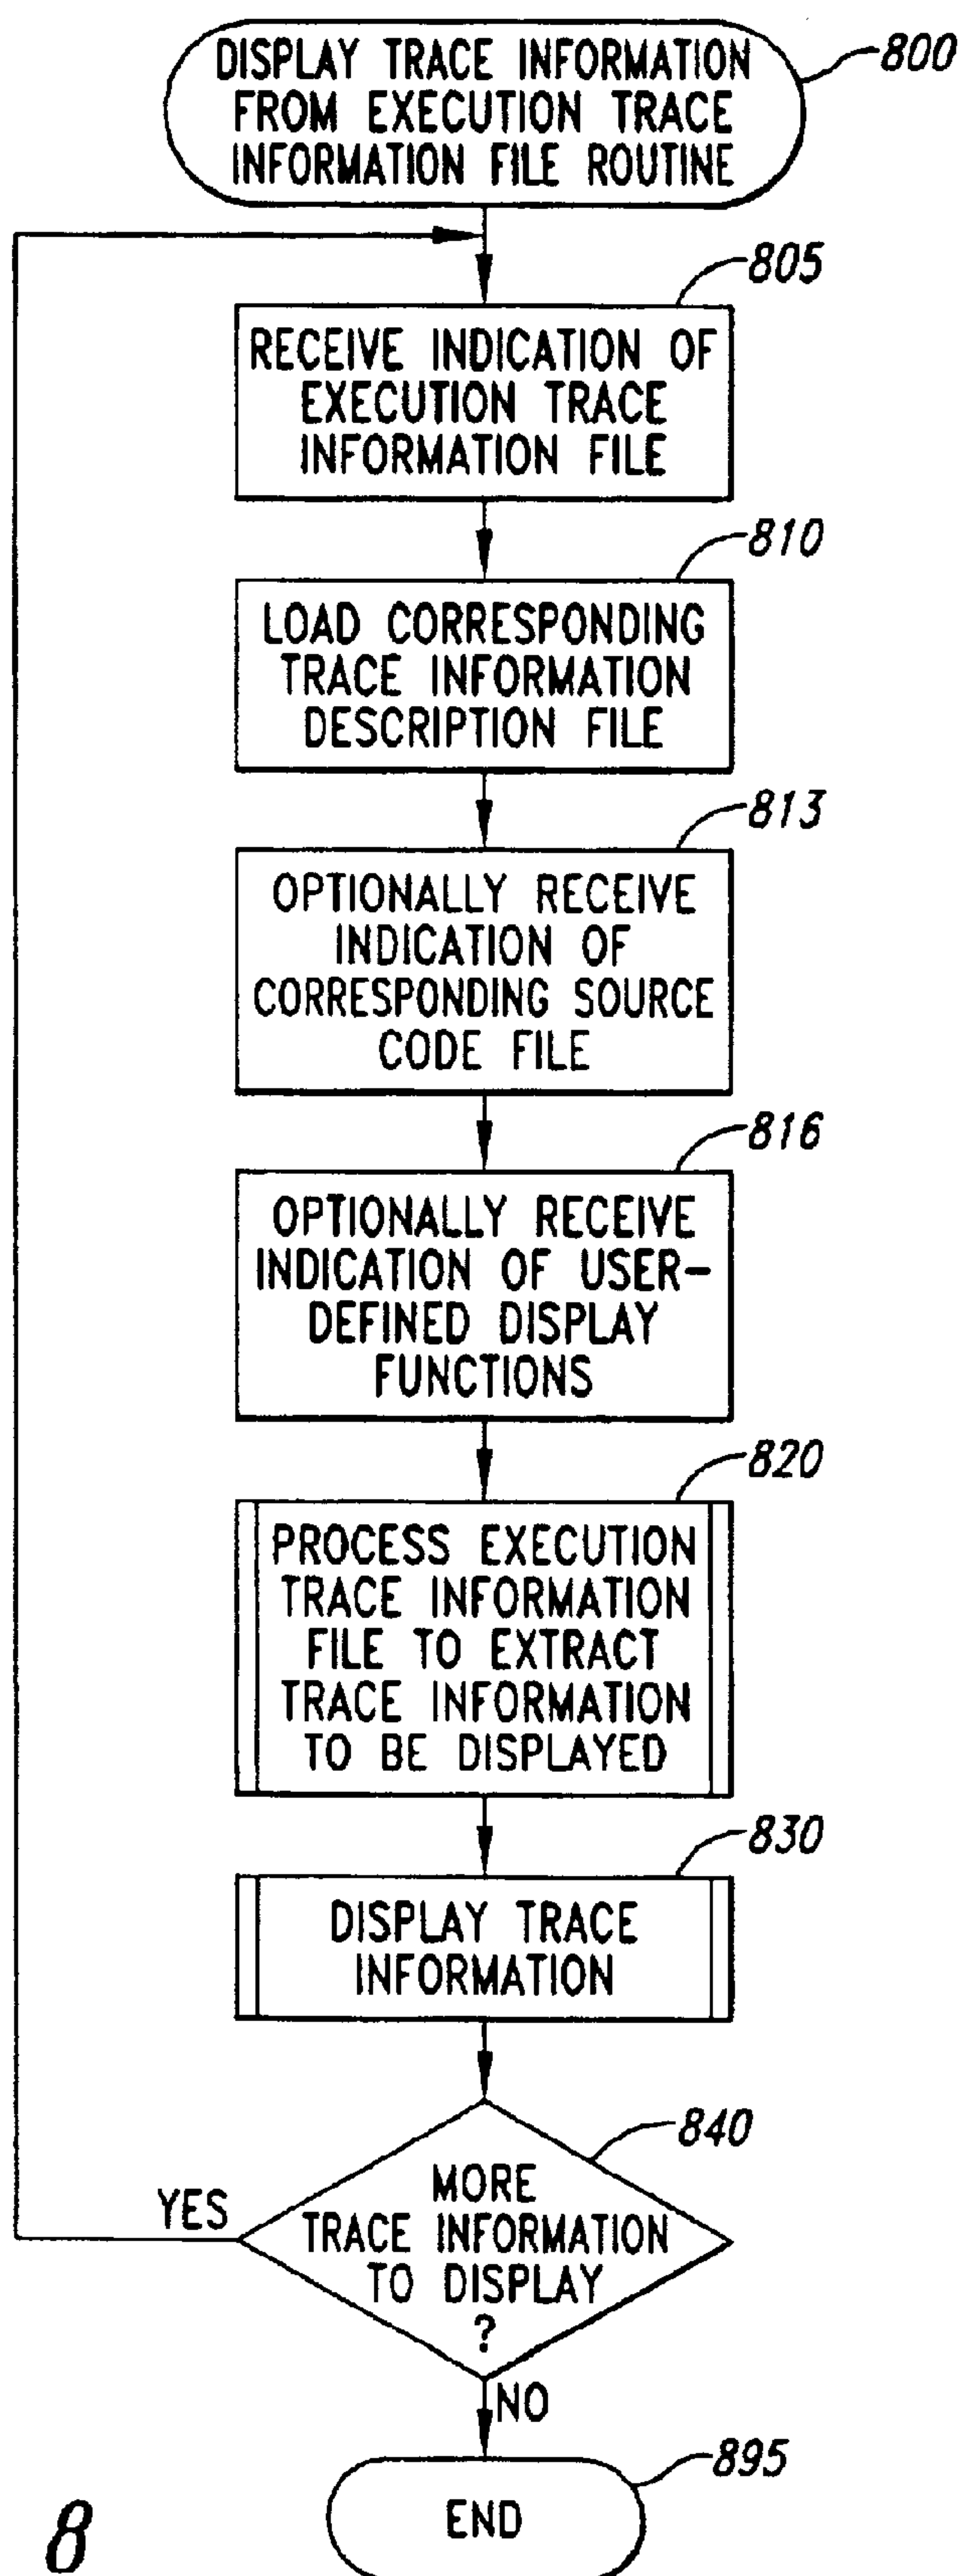 DISPLAY TRACE INFORMATION
FROM EXECUTION TRACE
INFORMATION FILE ROUTINE
800
805
RECEIVE INDICATION OF
EXECUTION TRACE
INFORMATION FILE
810
LOAD CORRESPONDING
TRACE INFORMATION
DESCRIPTION FILE
813
OPTIONALLY RECEIVE
INDICATION OF
CORRESPONDING SOURCE
CODE FILE
816
OPTIONALLY RECEIVE
INDICATION OF USER-
DEFINED DISPLAY
FUNCTIONS
820
PROCESS EXECUTION
TRACE INFORMATION
FILE TO EXTRACT
TRACE INFORMATION
TO BE DISPLAYED
830
DISPLAY TRACE
INFORMATION
840
MORE
TRACE INFORMATION
TO DISPLAY
?
YES
NO
895
END
8